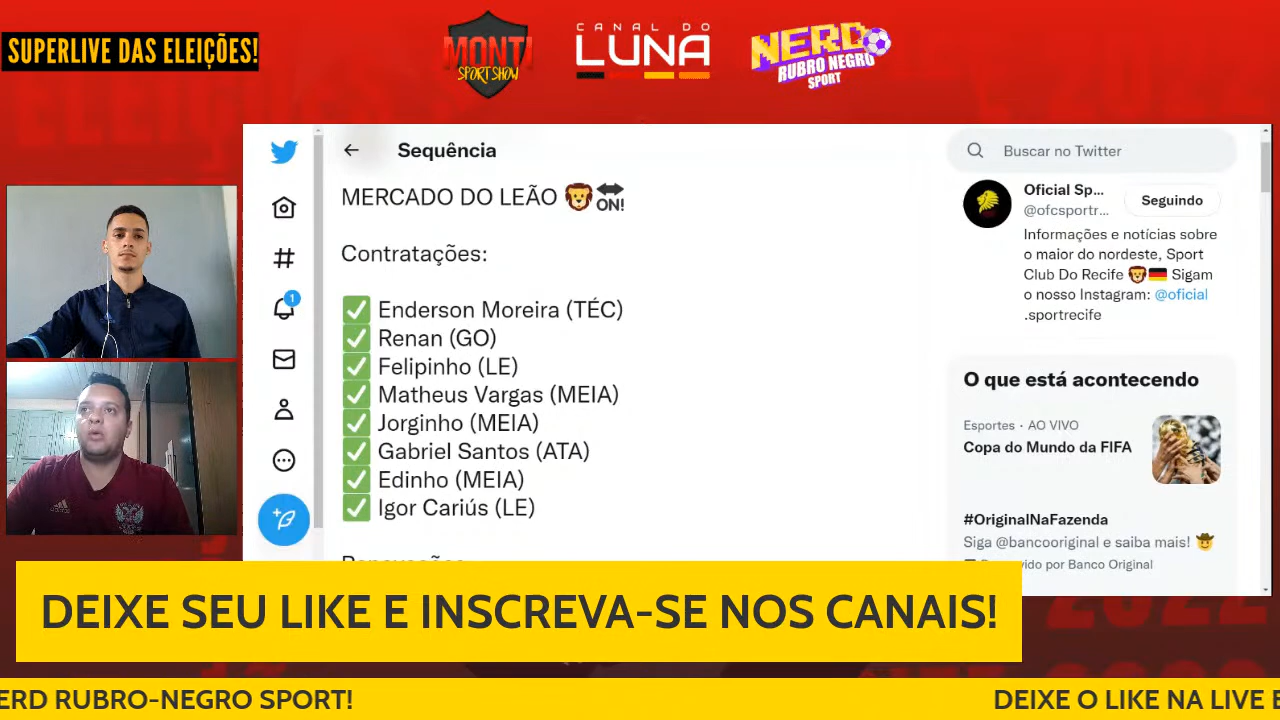 SUPERLIVE DAS ELEIÇÕES!
MONTI
SPORT SHOW
CANAL DO
LUNA
NERD
RUBRO NEGRO
SPORT
Sequência
MERCADO DO LEÃO 🦁
ON!
Contratações:
✅ Enderson Moreira (TÉC)
✅ Renan (GO)
✅ Felipinho (LE)
✅ Matheus Vargas (MEIA)
✅ Jorginho (MEIA)
✅ Gabriel Santos (ATA)
✅ Edinho (MEIA)
✅ Igor Cariús (LE)
1
Buscar no Twitter
Oficial Sp...
@ofcsportr...
Seguindo
Informações e notícias sobre
o maior do nordeste, Sport
Club Do Recife 🦁🇩🇪 Sigam
o nosso Instagram: @oficial
.sportrecife
O que está acontecendo
Esportes · AO VIVO
Copa do Mundo da FIFA
#OriginalNaFazenda
Siga @bancooriginal e saiba mais! 🤠
por Banco Original
DEIXE SEU LIKE E INSCREVA-SE NOS CANAIS!
ERD RUBRO-NEGRO SPORT!
DEIXE O LIKE NA LIVE E